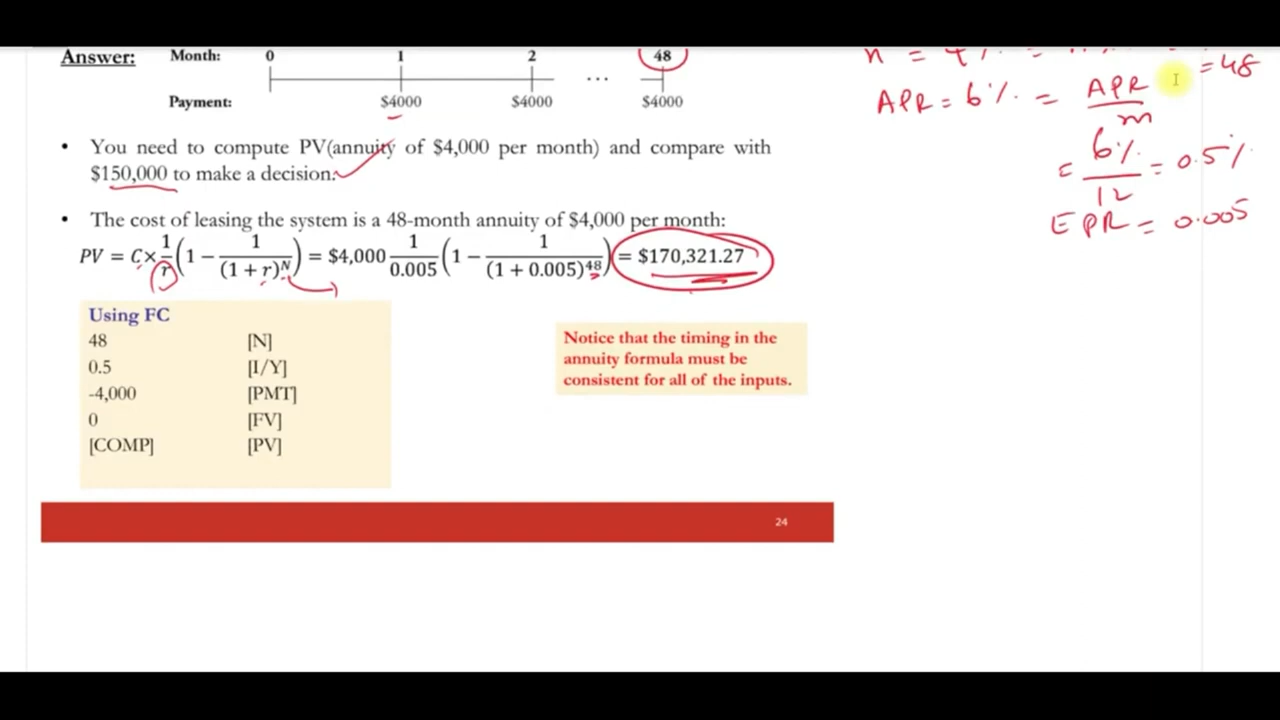 Answer:
Month: 0 1 2 ... 48
Payment: $4000 $4000 $4000
• You need to compute PV(annuity of $4,000 per month) and compare with
$150,000 to make a decision.
• The cost of leasing the system is a 48-month annuity of $4,000 per month:
PV = C × 1/r (1 − 1/(1 + r)^N) = $4,000 1/0.005 (1 − 1/(1 + 0.005)^48) = $170,321.27
Using FC
48 [N]
0.5 [I/Y]
-4,000 [PMT]
0 [FV]
[COMP] [PV]
Notice that the timing in the
annuity formula must be
consistent for all of the inputs.
24
= 48
APR = 6% = APR/m
= 6%/12 = 0.5%
EPR = 0.005